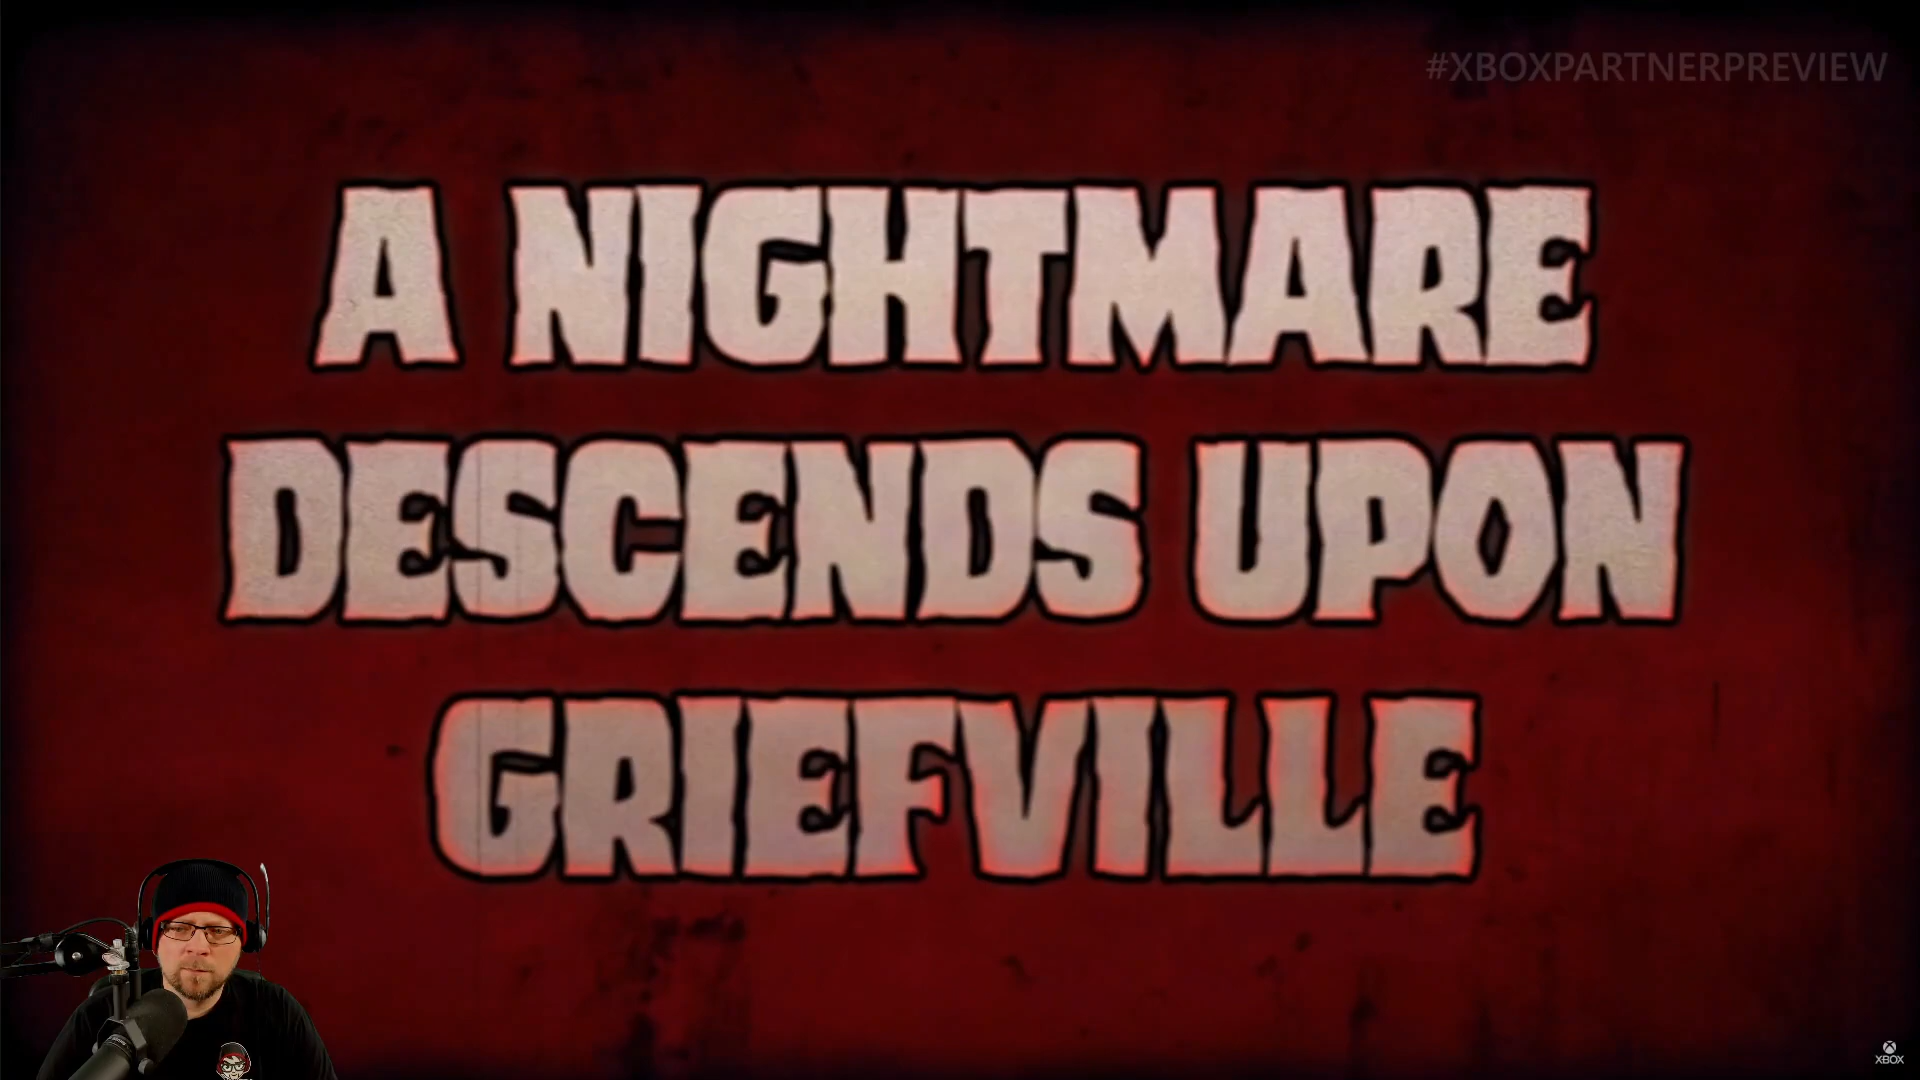 #XBOXPARTNERPREVIEW
A NIGHTMARE
DESCENDS UPON
GRIEFVILLE
XBOX